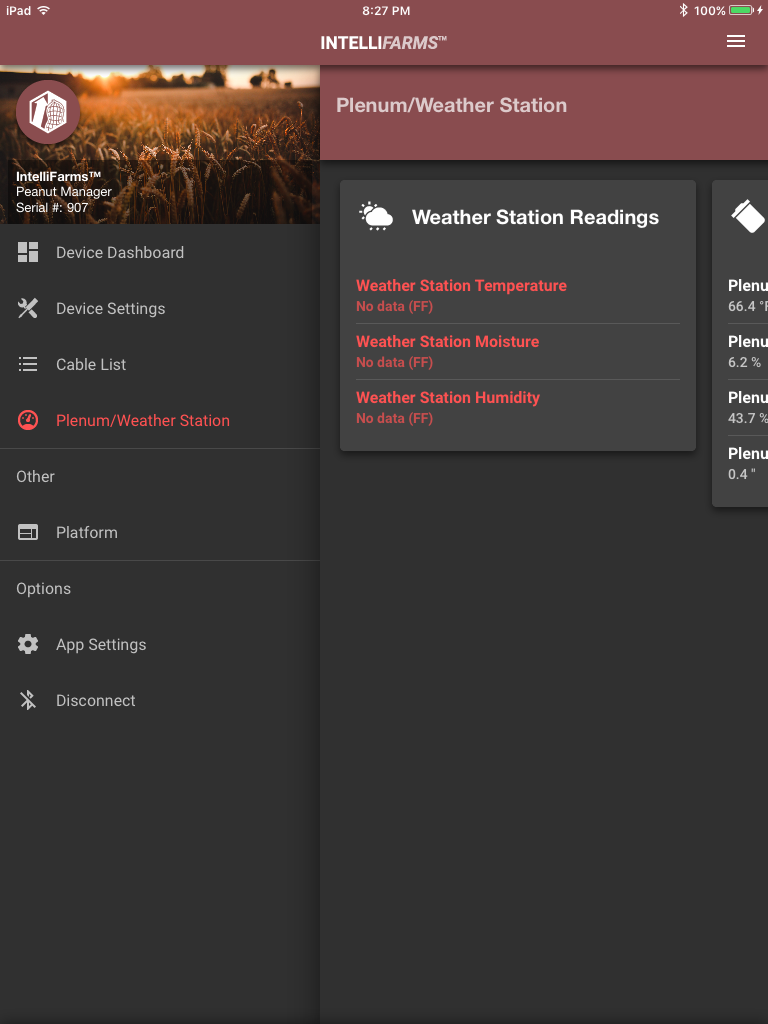 iPad
8:27 PM
100%
INTELLIFARMS™
IntelliFarms™
Peanut Manager
Serial #: 907
Device Dashboard
Device Settings
Cable List
Plenum/Weather Station
Other
Platform
Options
App Settings
Disconnect
Plenum/Weather Station
Weather Station Readings
Weather Station Temperature
No data (FF)
Weather Station Moisture
No data (FF)
Weather Station Humidity
No data (FF)
Plenu
66.4 °F
Plenu
6.2 %
Plenu
43.7 %
Plenu
0.4 "